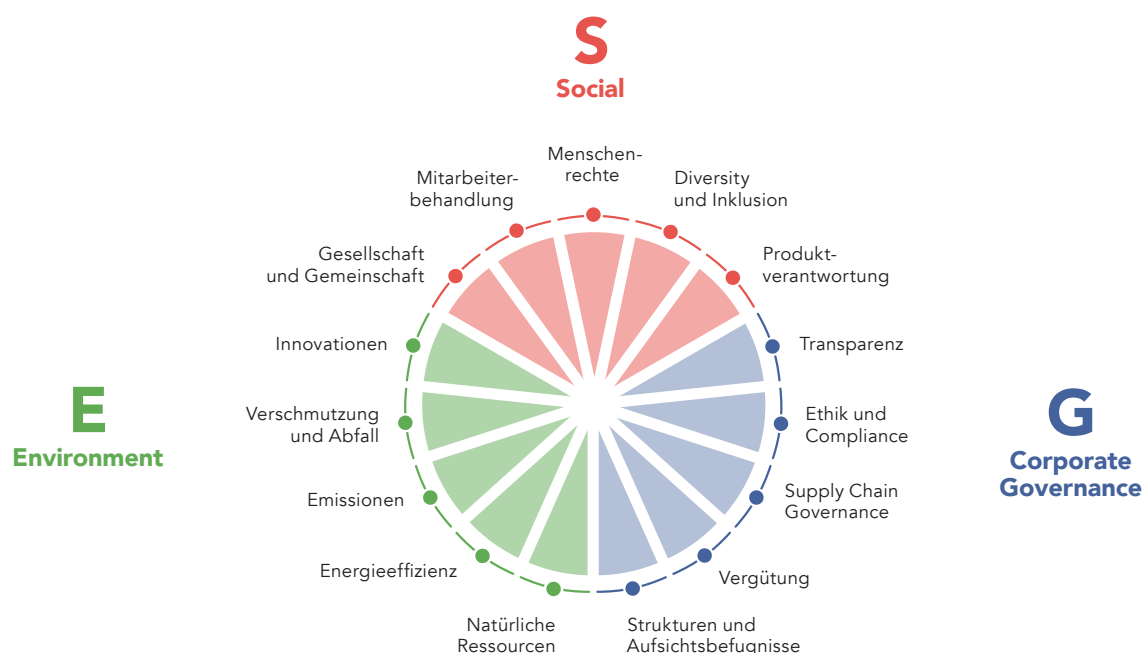 S
Social
Menschen-
rechte
Mitarbeiter-
behandlung
Diversity
und Inklusion
Gesellschaft
und Gemeinschaft
Produkt-
verantwortung
Innovationen
Transparenz
E
Environment
Verschmutzung
und Abfall
Ethik und
Compliance
G
Corporate
Governance
Emissionen
Supply Chain
Governance
Energieeffizienz
Vergütung
Natürliche
Ressourcen
Strukturen und
Aufsichtsbefugnisse